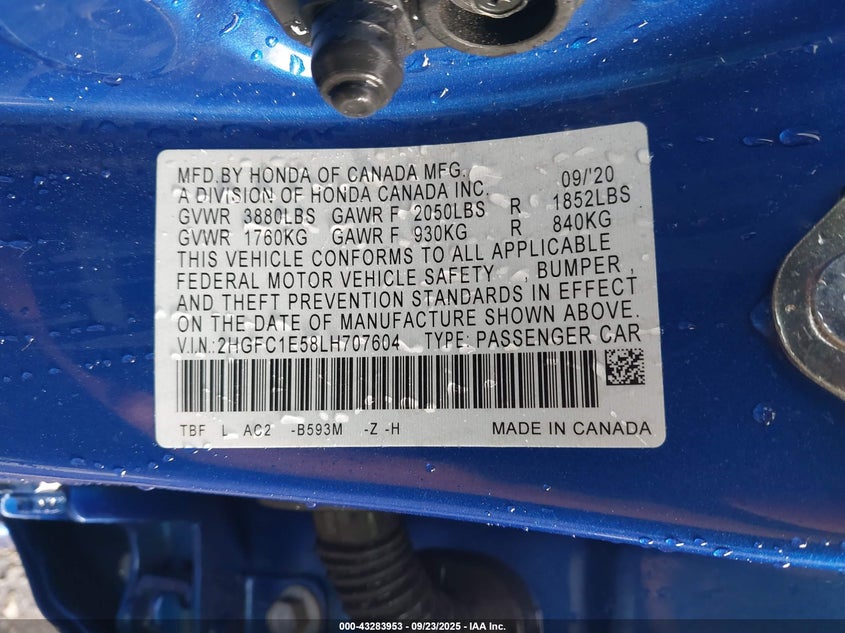 MFD.BY HONDA OF CANADA MFG. 09/'20
A DIVISION OF HONDA CANADA INC.
GVWR 3880LBS GAWR F 2050LBS R 1852LBS
GVWR 1760KG GAWR F 930KG R 840KG
THIS VEHICLE CONFORMS TO ALL APPLICABLE
FEDERAL MOTOR VEHICLE SAFETY , BUMPER ,
AND THEFT PREVENTION STANDARDS IN EFFECT
ON THE DATE OF MANUFACTURE SHOWN ABOVE.
V.I.N.: 2HGFC1E58LH707604 TYPE: PASSENGER CAR
TBF L AC2 -B593M -Z -H MADE IN CANADA
000-43283953 - 09/23/2025 - IAA Inc.